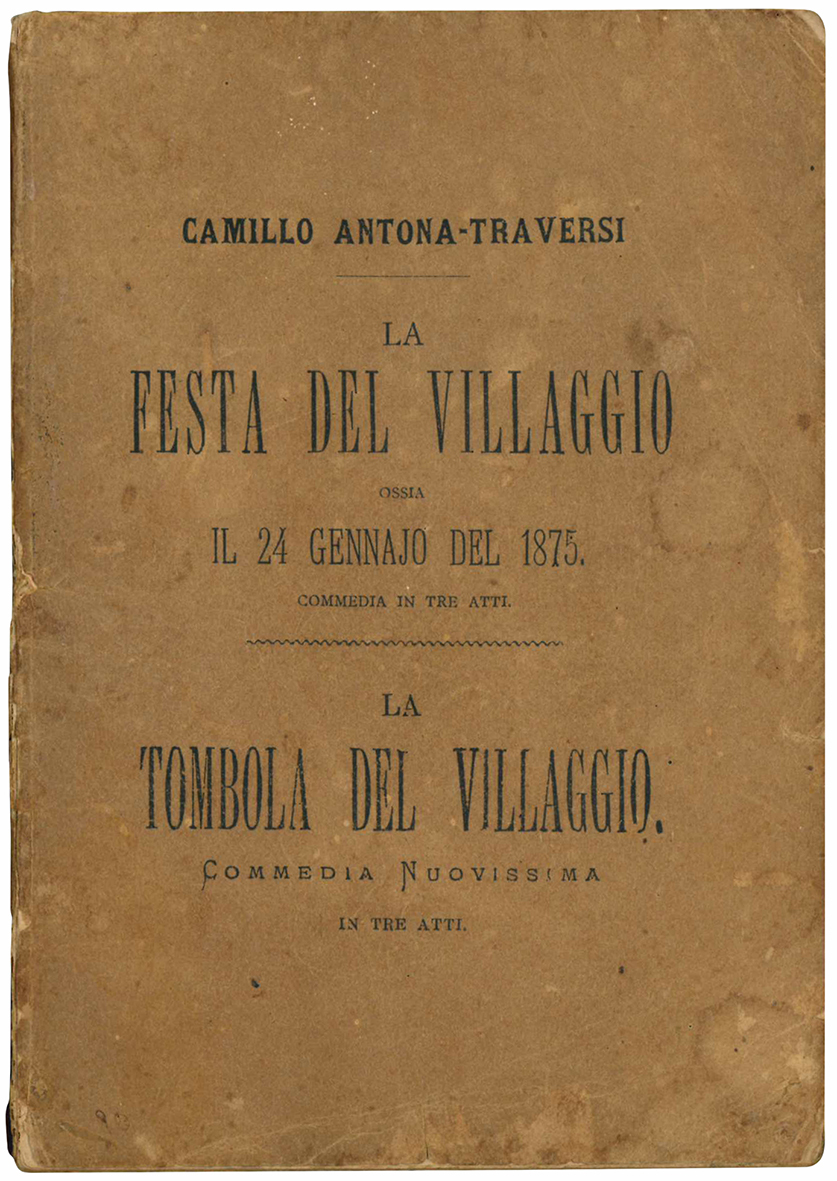 CAMILLO ANTONA-TRAVERSI
LA
FESTA DEL VILLAGGIO
OSSIA
IL 24 GENNAJO DEL 1875.
COMMEDIA IN TRE ATTI.
LA
TOMBOLA DEL VILLAGGIO.
COMMEDIA NUOVISSIMA
IN TRE ATTI.